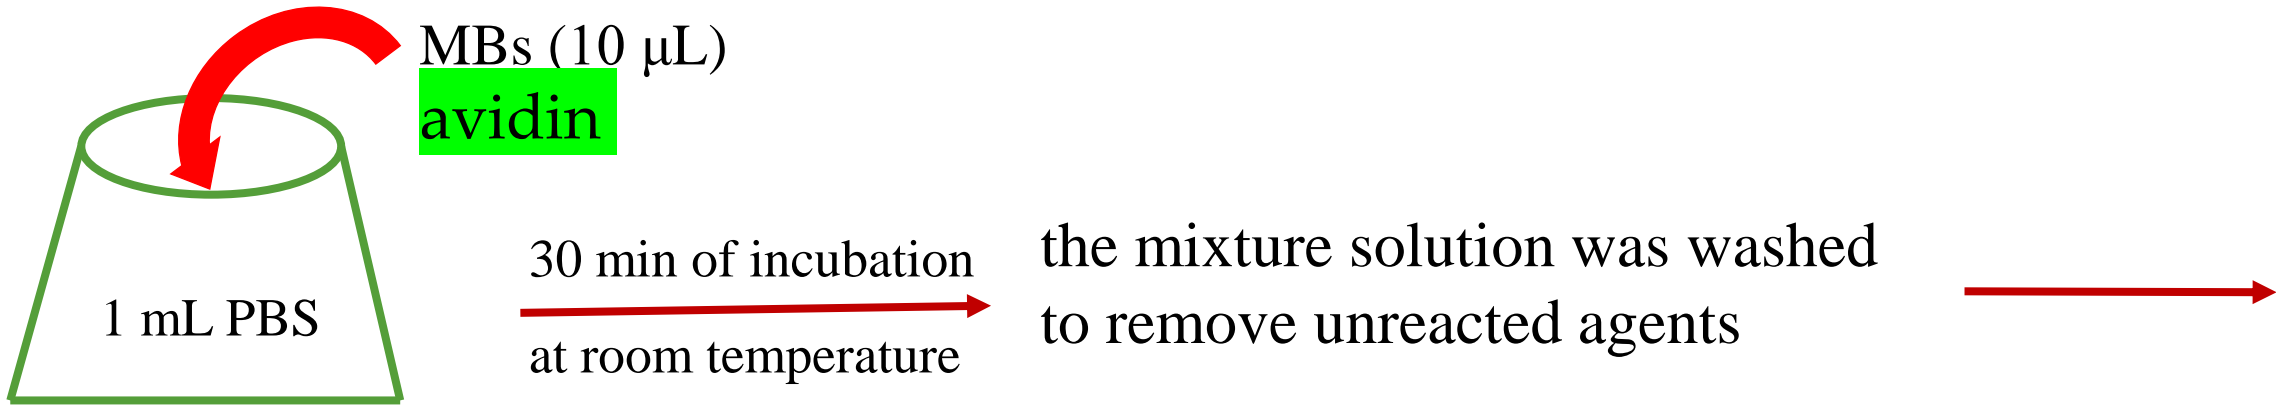 MBs (10 μL)
avidin
1 mL PBS
30 min of incubation
at room temperature
the mixture solution was washed
to remove unreacted agents